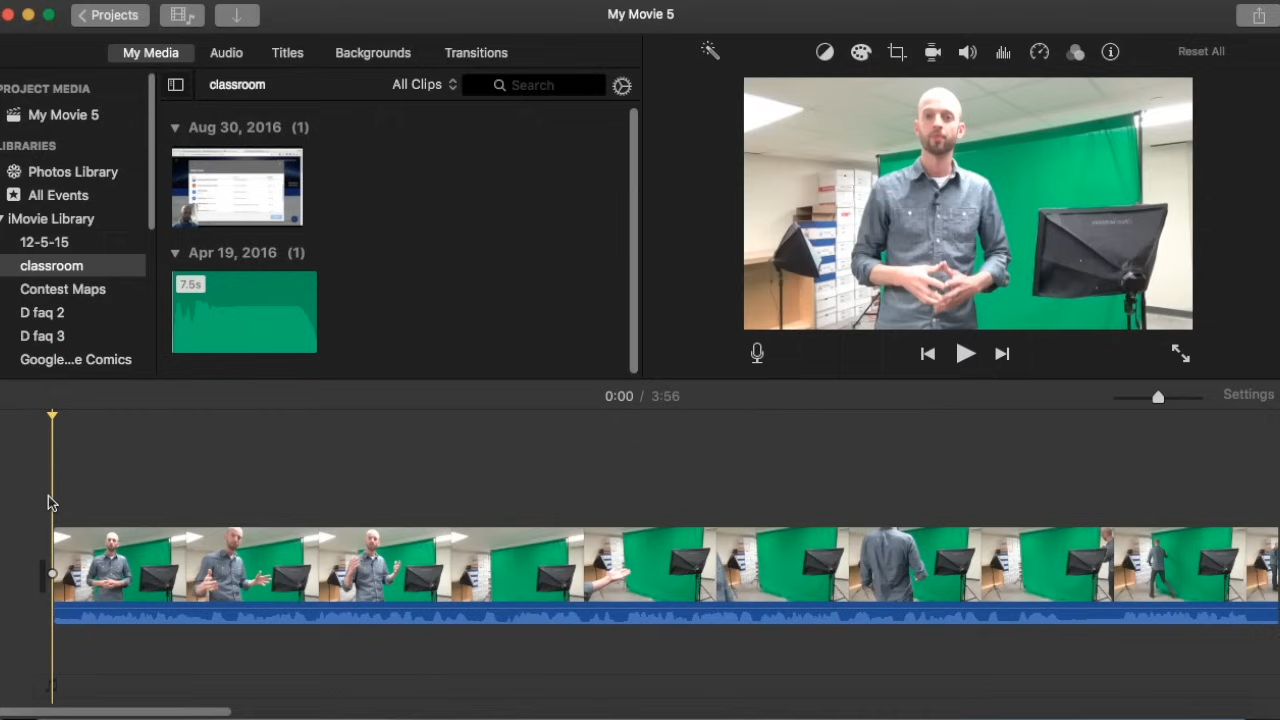 Projects
My Movie 5
My Media Audio Titles Backgrounds Transitions
Reset All
PROJECT MEDIA
My Movie 5
LIBRARIES
Photos Library
All Events
iMovie Library
12-5-15
classroom
Contest Maps
D faq 2
D faq 3
Google...e Comics
classroom All Clips Search
Aug 30, 2016 (1)
Apr 19, 2016 (1)
7.5s
0:00 / 3:56
Settings